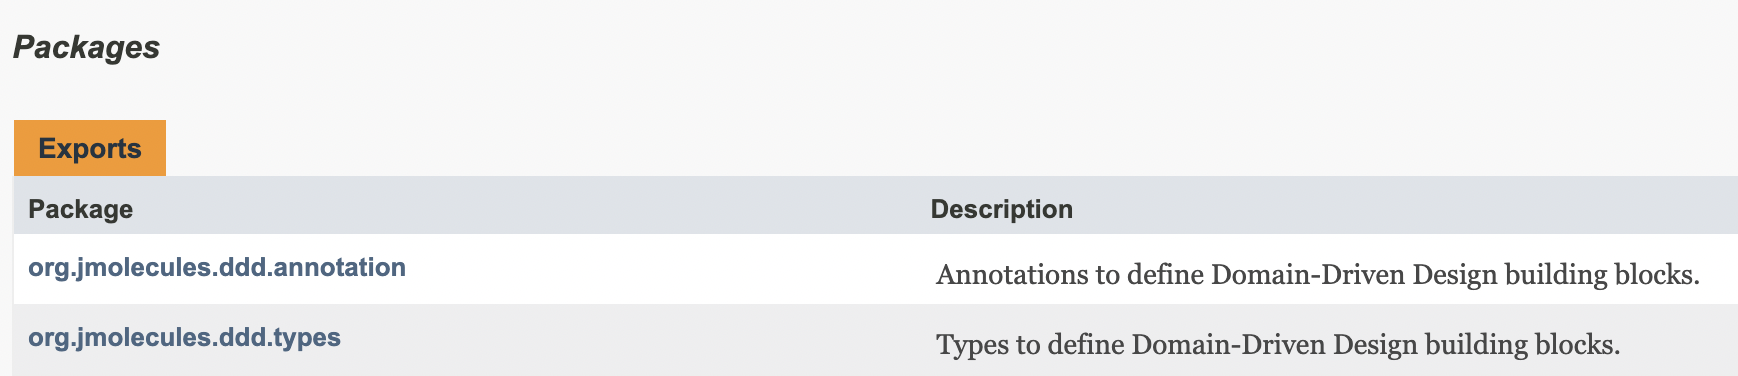 Packages
Exports
Package Description
org.jmolecules.ddd.annotation Annotations to define Domain-Driven Design building blocks.
org.jmolecules.ddd.types Types to define Domain-Driven Design building blocks.